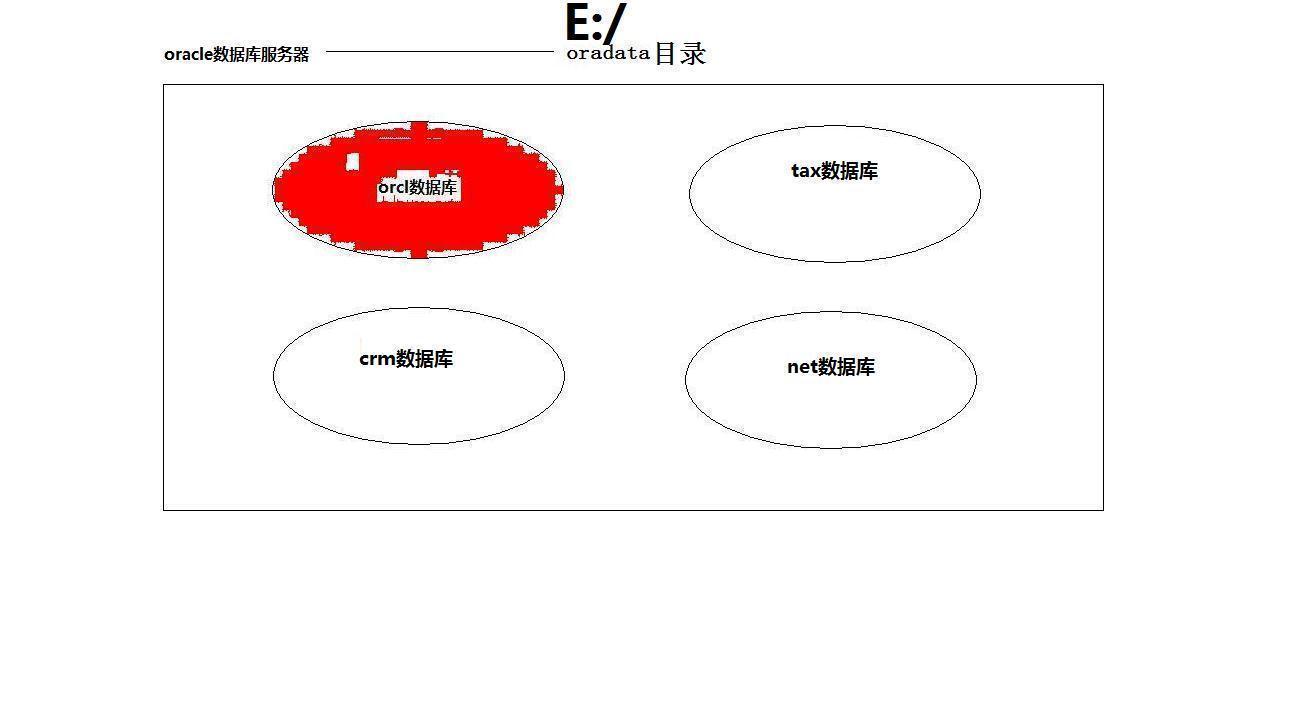 E:/
oracle数据库服务器
oradata目录
orcl数据库
tax数据库
crm数据库
net数据库